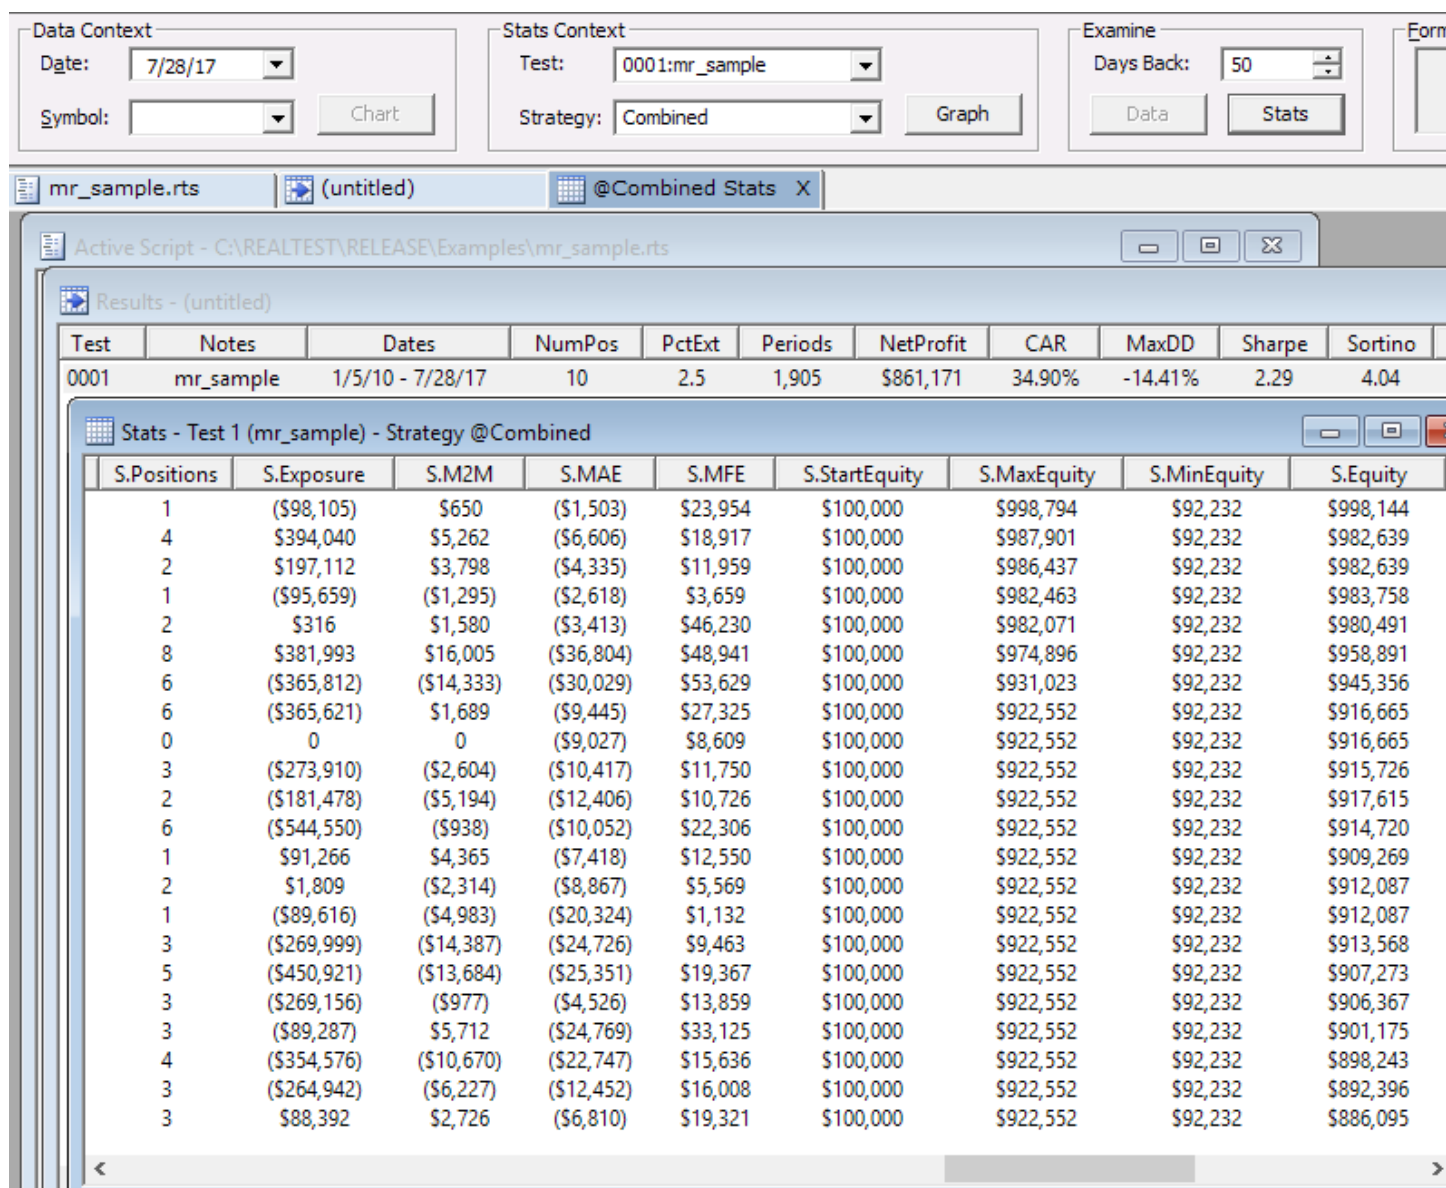 Data Context Stats Context Examine Form
Date: 7/28/17 Test: 0001:mr_sample Days Back: 50
Symbol: Chart Strategy: Combined Graph Data Stats
mr_sample.rts (untitled) @Combined Stats X
Active Script - C:\REALTEST\RELEASE\Examples\mr_sample.rts
Results - (untitled)
Test Notes Dates NumPos PctExt Periods NetProfit CAR MaxDD Sharpe Sortino
0001 mr_sample 1/5/10 - 7/28/17 10 2.5 1,905 $861,171 34.90% -14.41% 2.29 4.04
Stats - Test 1 (mr_sample) - Strategy @Combined
S.Positions S.Exposure S.M2M S.MAE S.MFE S.StartEquity S.MaxEquity S.MinEquity S.Equity
1 ($98,105) $650 ($1,503) $23,954 $100,000 $998,794 $92,232 $998,144
4 $394,040 $5,262 ($6,606) $18,917 $100,000 $987,901 $92,232 $982,639
2 $197,112 $3,798 ($4,335) $11,959 $100,000 $986,437 $92,232 $982,639
1 ($95,659) ($1,295) ($2,618) $3,659 $100,000 $982,463 $92,232 $983,758
2 $316 $1,580 ($3,413) $46,230 $100,000 $982,071 $92,232 $980,491
8 $381,993 $16,005 ($36,804) $48,941 $100,000 $974,896 $92,232 $958,891
6 ($365,812) ($14,333) ($30,029) $53,629 $100,000 $931,023 $92,232 $945,356
6 ($365,621) $1,689 ($9,445) $27,325 $100,000 $922,552 $92,232 $916,665
0 0 0 ($9,027) $8,609 $100,000 $922,552 $92,232 $916,665
3 ($273,910) ($2,604) ($10,417) $11,750 $100,000 $922,552 $92,232 $915,726
2 ($181,478) ($5,194) ($12,406) $10,726 $100,000 $922,552 $92,232 $917,615
6 ($544,550) ($938) ($10,052) $22,306 $100,000 $922,552 $92,232 $914,720
1 $91,266 $4,365 ($7,418) $12,550 $100,000 $922,552 $92,232 $909,269
2 $1,809 ($2,314) ($8,867) $5,569 $100,000 $922,552 $92,232 $912,087
1 ($89,616) ($4,983) ($20,324) $1,132 $100,000 $922,552 $92,232 $912,087
3 ($269,999) ($14,387) ($24,726) $9,463 $100,000 $922,552 $92,232 $913,568
5 ($450,921) ($13,684) ($25,351) $19,367 $100,000 $922,552 $92,232 $907,273
3 ($269,156) ($977) ($4,526) $13,859 $100,000 $922,552 $92,232 $906,367
3 ($89,287) $5,712 ($24,769) $33,125 $100,000 $922,552 $92,232 $901,175
4 ($354,576) ($10,670) ($22,747) $15,636 $100,000 $922,552 $92,232 $898,243
3 ($264,942) ($6,227) ($12,452) $16,008 $100,000 $922,552 $92,232 $892,396
3 $88,392 $2,726 ($6,810) $19,321 $100,000 $922,552 $92,232 $886,095